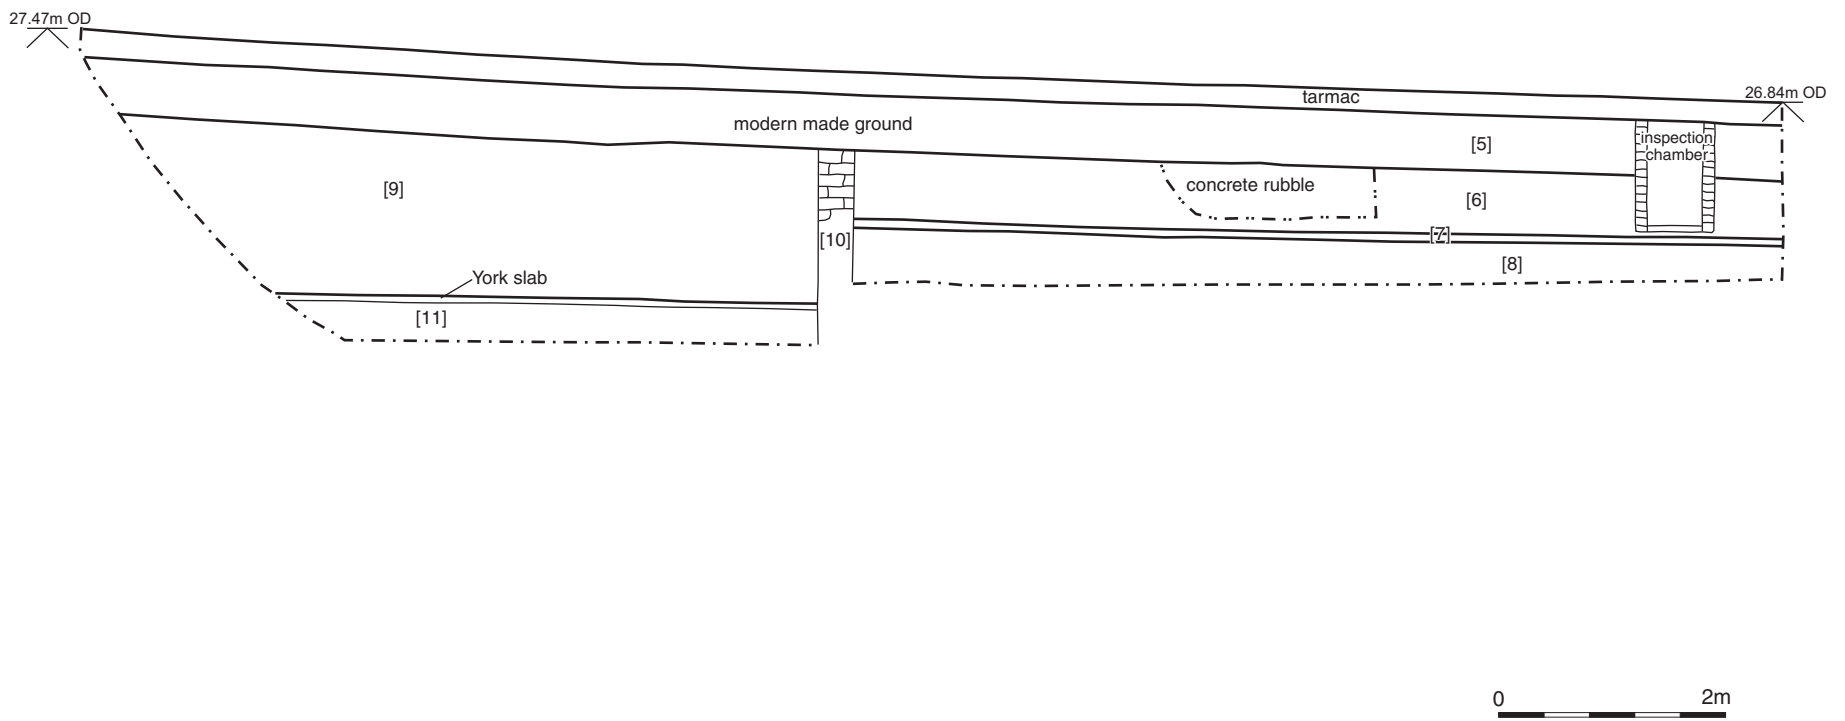 27.47m OD
26.84m OD
tarmac
modern made ground
inspection
chamber
[5]
concrete rubble
[9]
[6]
[7]
[10]
[8]
York slab
[11]
0 2m